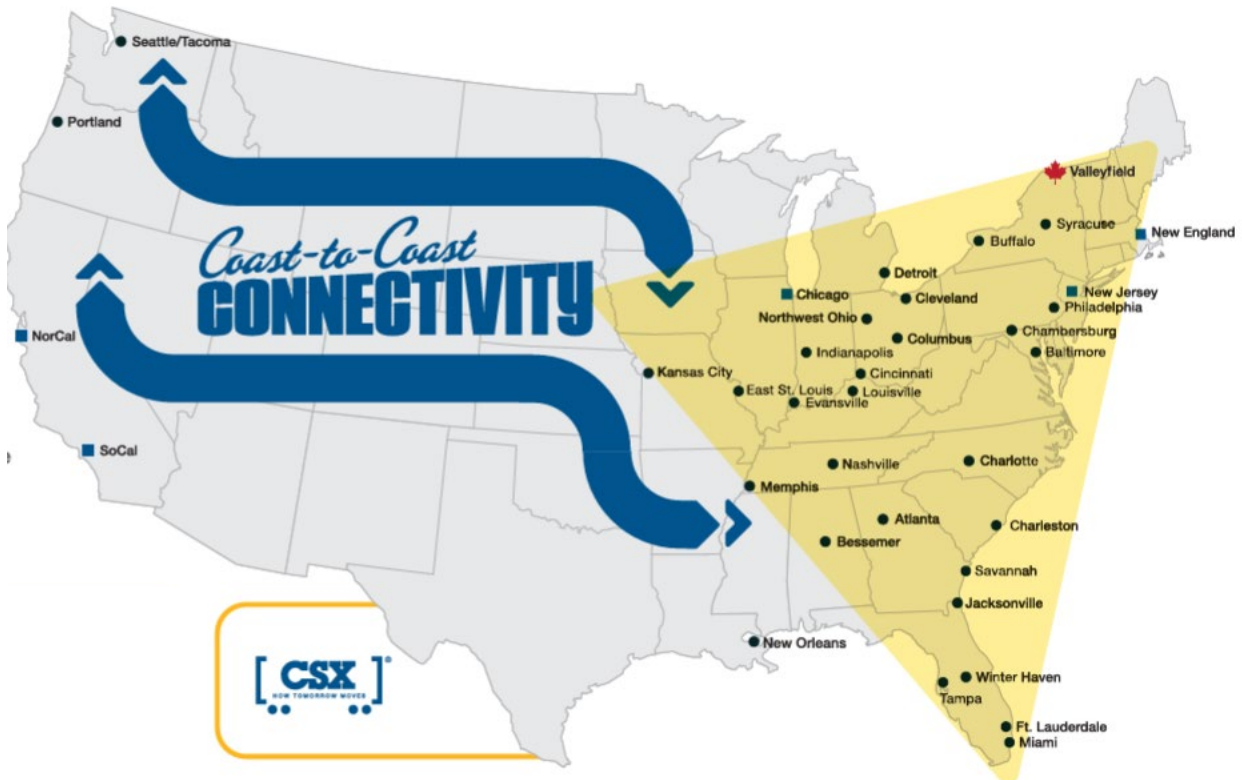 Seattle/Tacoma
Portland
Valleyfield
Syracuse
New England
Buffalo
Coast-to-Coast
CONNECTIVITY
Detroit
Chicago
Cleveland
New Jersey
Philadelphia
Northwest Ohio
NorCal
Columbus
Chambersburg
Indianapolis
Baltimore
Kansas City
Cincinnati
East St. Louis
Louisville
Evansville
SoCal
e
Nashville
Charlotte
Memphis
Atlanta
Charleston
Bessemer
Savannah
Jacksonville
New Orleans
[CSX]®
HOW TOMORROW MOVES
Winter Haven
Tampa
Ft. Lauderdale
Miami